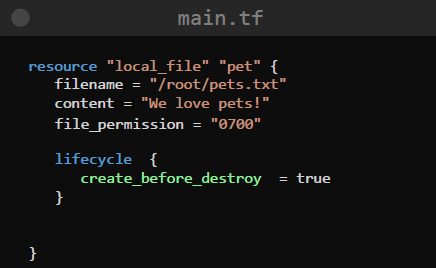 main.tf
resource "local_file" "pet" {
filename = "/root/pets.txt"
content = "We love pets!"
file_permission = "0700"
lifecycle {
create_before_destroy = true
}
}